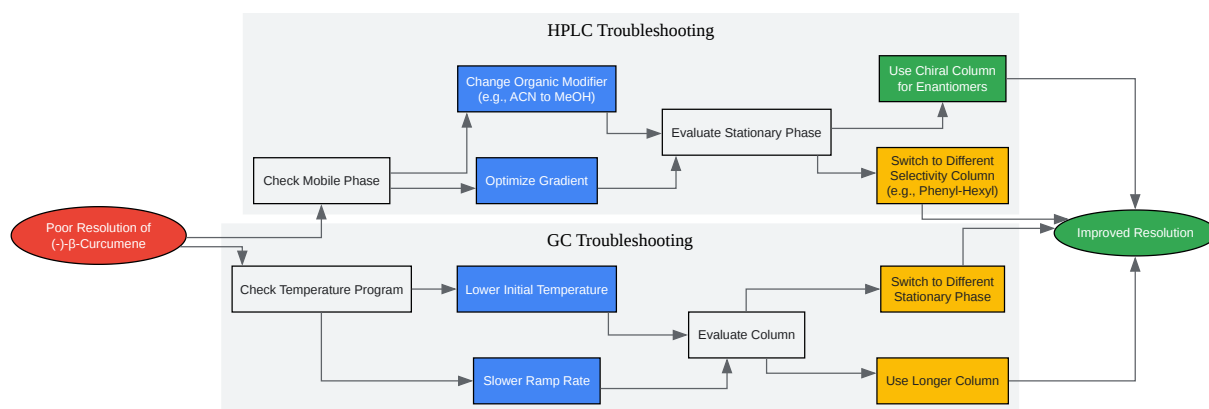 HPLC Troubleshooting
Change Organic Modifier
(e.g., ACN to MeOH)
Use Chiral Column
for Enantiomers
Evaluate Stationary Phase
Check Mobile Phase
Optimize Gradient
Switch to Different
Selectivity Column
(e.g., Phenyl-Hexyl)
Poor Resolution of
(-)-β-Curcumene
Improved Resolution
GC Troubleshooting
Check Temperature Program
Lower Initial Temperature
Switch to Different
Stationary Phase
Evaluate Column
Slower Ramp Rate
Use Longer Column